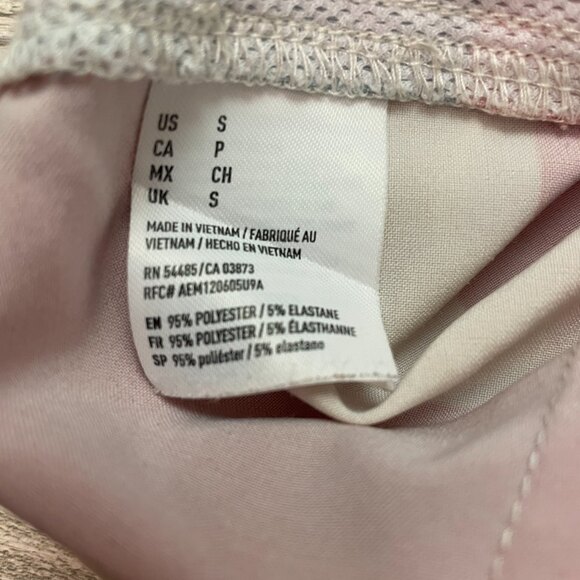 US S
CA P
MX CH
UK S
MADE IN VIETNAM / FABRIQUÉ AU
VIETNAM / HECHO EN VIETNAM
RN 54485/CA 03873
RFC# AEM120605U9A
EN 95% POLYESTER / 5% ELASTANE
FR 95% POLYESTER / 5% ÉLASTHANNE
SP 95% poliéster / 5% elastano